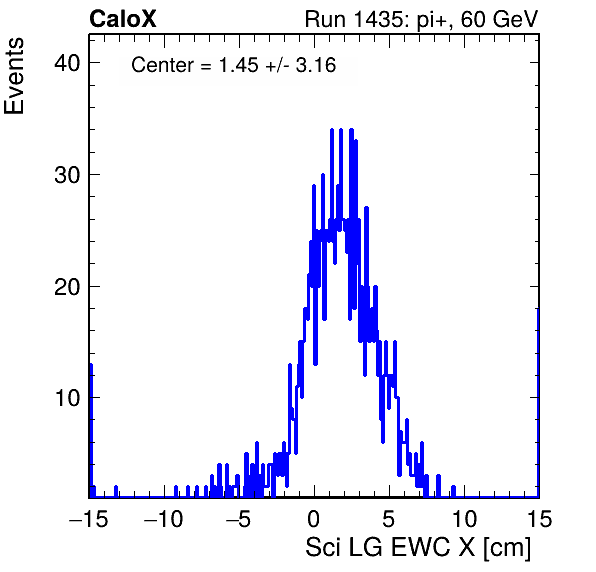 CaloX Run 1435: pi+, 60 GeV
Center = 1.45 +/- 3.16
Events
40
30
20
10
−15 −10 −5 0 5 10 15
Sci LG EWC X [cm]